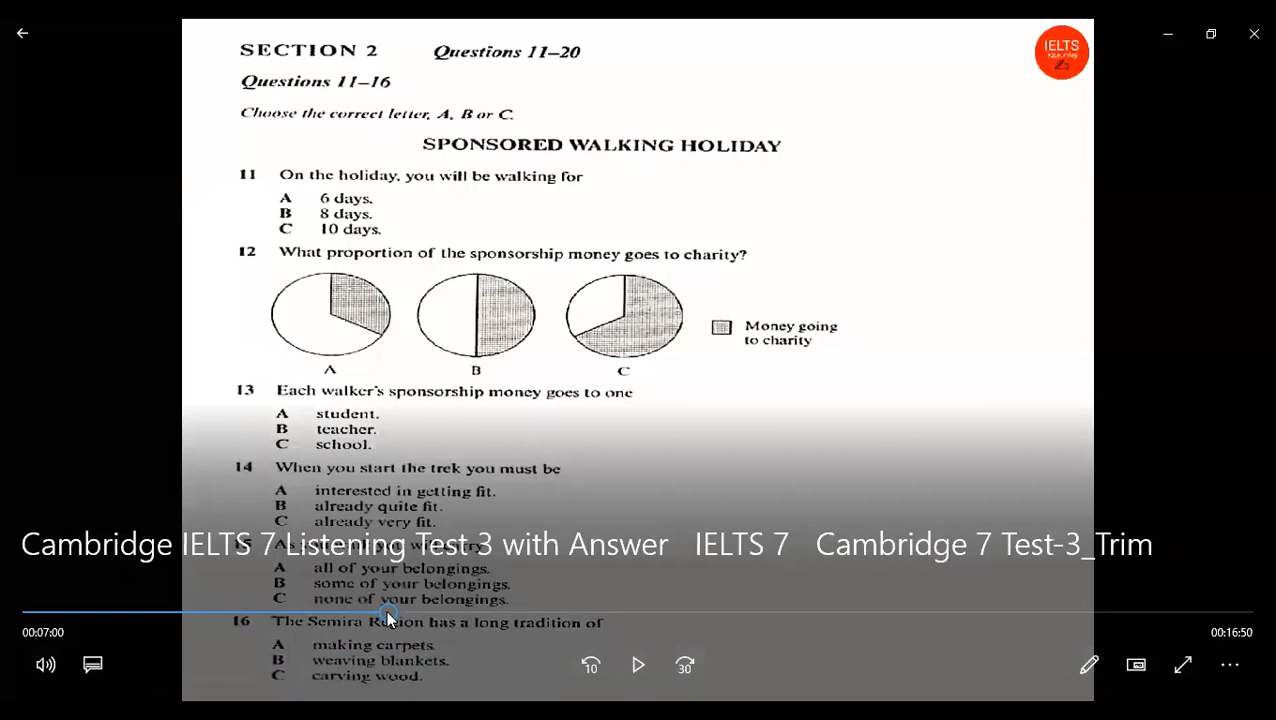 SECTION 2 Questions 11–20
IELTS
Questions 11–16
Choose the correct letter, A, B or C.
SPONSORED WALKING HOLIDAY
11 On the holiday, you will be walking for
A 6 days.
B 8 days.
C 10 days.
12 What proportion of the sponsorship money goes to charity?
Money going
to charity
A B C
13 Each walker's sponsorship money goes to one
A student.
B teacher.
C school.
14 When you start the trek you must be
A interested in getting fit.
B already quite fit.
C already very fit.
Cambridge IELTS 7 Listening Test 3 with Answer IELTS 7 Cambridge 7 Test-3_Trim
15
A all of your belongings.
B some of your belongings.
C none of your belongings.
16 The Semira Region has a long tradition of
00:07:00 00:16:50
A making carpets.
B weaving blankets.
C carving wood.
10 30